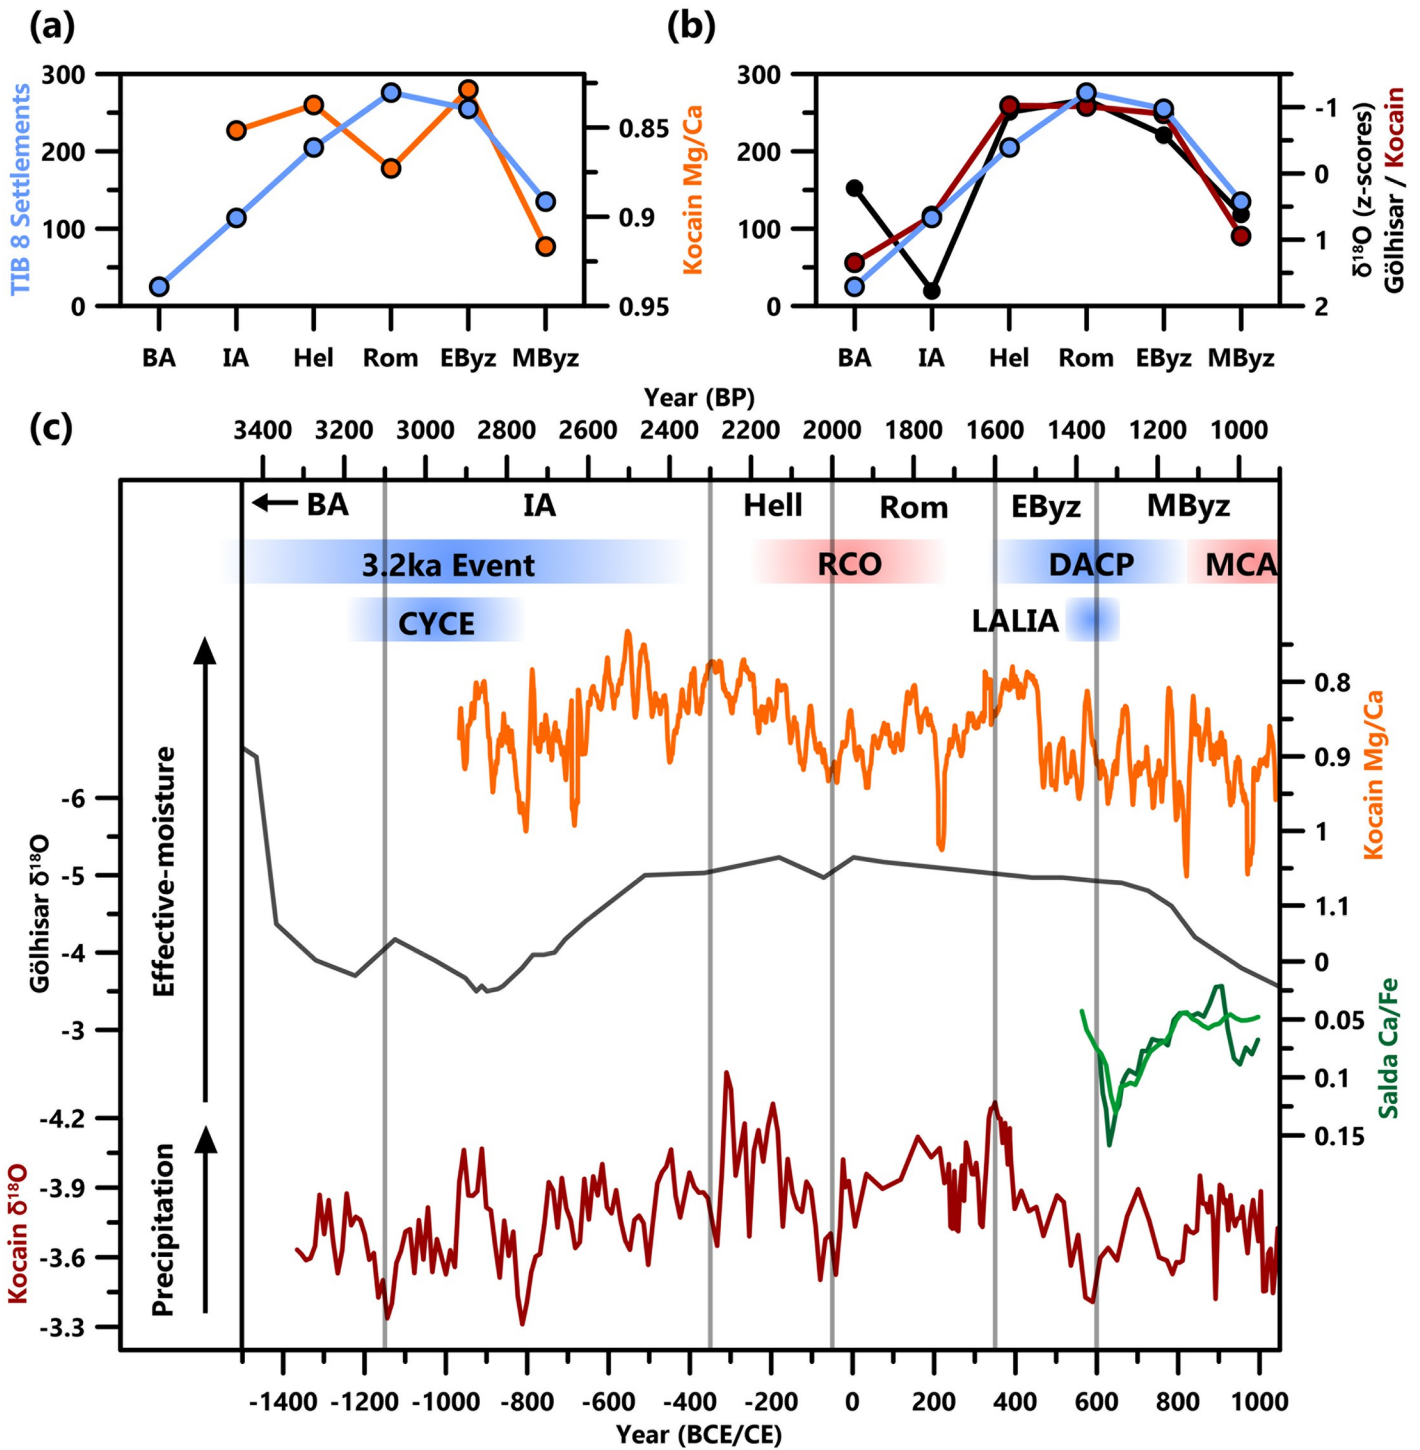 (a)
(b)
TIB 8 Settlements
300
200
100
0
0.85
0.9
0.95
Kocain Mg/Ca
BA IA Hel Rom EByz MByz
300
200
100
0
-1
0
1
2
δ¹⁸O (z-scores)
Gölhisar / Kocain
BA IA Hel Rom EByz MByz
(c)
Year (BP)
3400 3200 3000 2800 2600 2400 2200 2000 1800 1600 1400 1200 1000
BA IA Hell Rom EByz MByz
3.2ka Event RCO DACP MCA
CYCE LALIA
Effective-moisture
Precipitation
Gölhisar δ¹⁸O
-6
-5
-4
-3
Kocain δ¹⁸O
-4.2
-3.9
-3.6
-3.3
0.8
0.9
1
1.1
Kocain Mg/Ca
0
0.05
0.1
0.15
Salda Ca/Fe
-1400 -1200 -1000 -800 -600 -400 -200 0 200 400 600 800 1000
Year (BCE/CE)